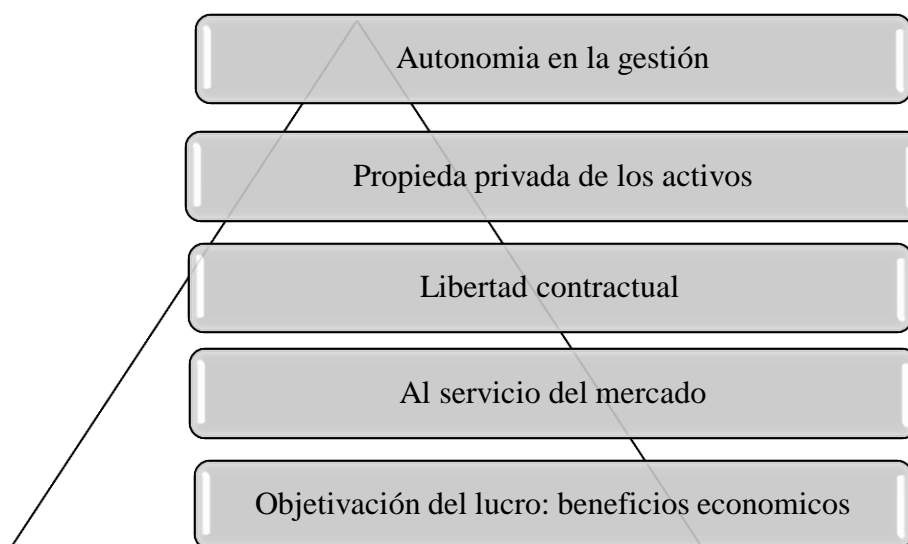 Autonomia en la gestión
Propieda privada de los activos
Libertad contractual
Al servicio del mercado
Objetivación del lucro: beneficios economicos